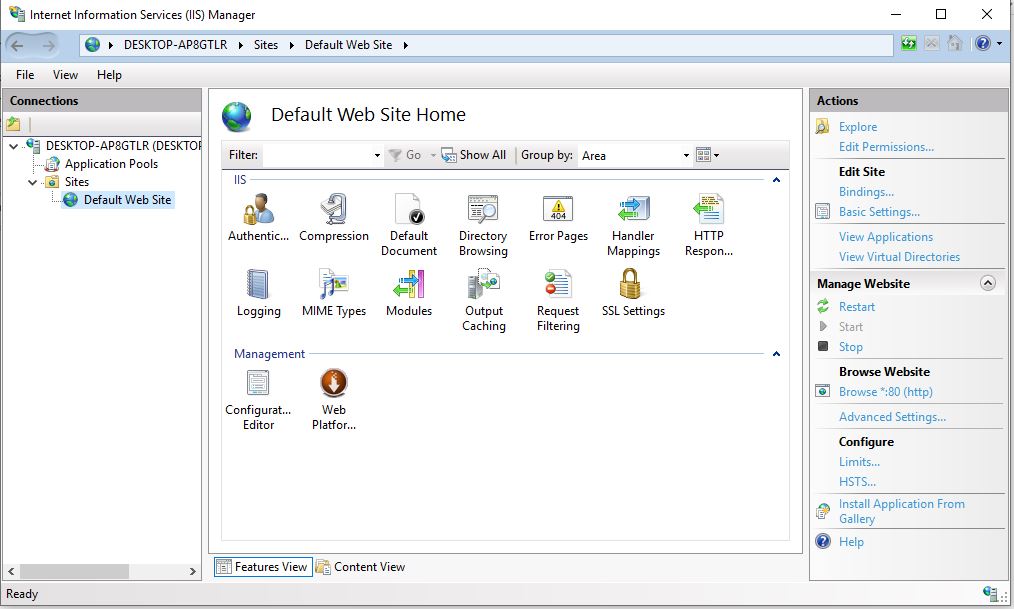 Internet Information Services (IIS) Manager
DESKTOP-AP8GTLR
Sites
Default Web Site
File View Help
Connections
DESKTOP-AP8GTLR (DESKTOP
Application Pools
Sites
Default Web Site
Default Web Site Home
Filter: Go Show All Group by: Area
IIS
Authentic...
Compression
Default
Document
Directory
Browsing
Error Pages
404
Handler
Mappings
HTTP
Respon...
Logging
MIME Types
Modules
Output
Caching
Request
Filtering
SSL Settings
Management
Configurat...
Editor
Web
Platfor...
Features View Content View
Actions
Explore
Edit Permissions...
Edit Site
Bindings...
Basic Settings...
View Applications
View Virtual Directories
Manage Website
Restart
Start
Stop
Browse Website
Browse *:80 (http)
Advanced Settings...
Configure
Limits...
HSTS...
Install Application From
Gallery
Help
Ready